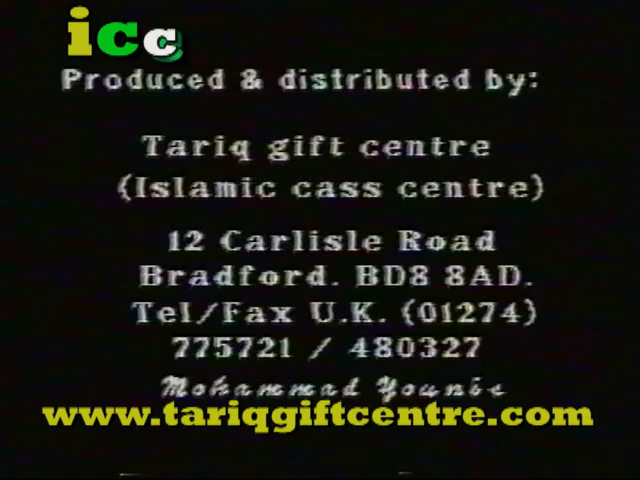 icc
Produced & distributed by:
Tariq gift centre
(Islamic cass centre)
12 Carlisle Road
Bradford. BD8 8AD.
Tel/Fax U.K. (01274)
775721 / 480327
Mohammad Younis
www.tariqgiftcentre.com